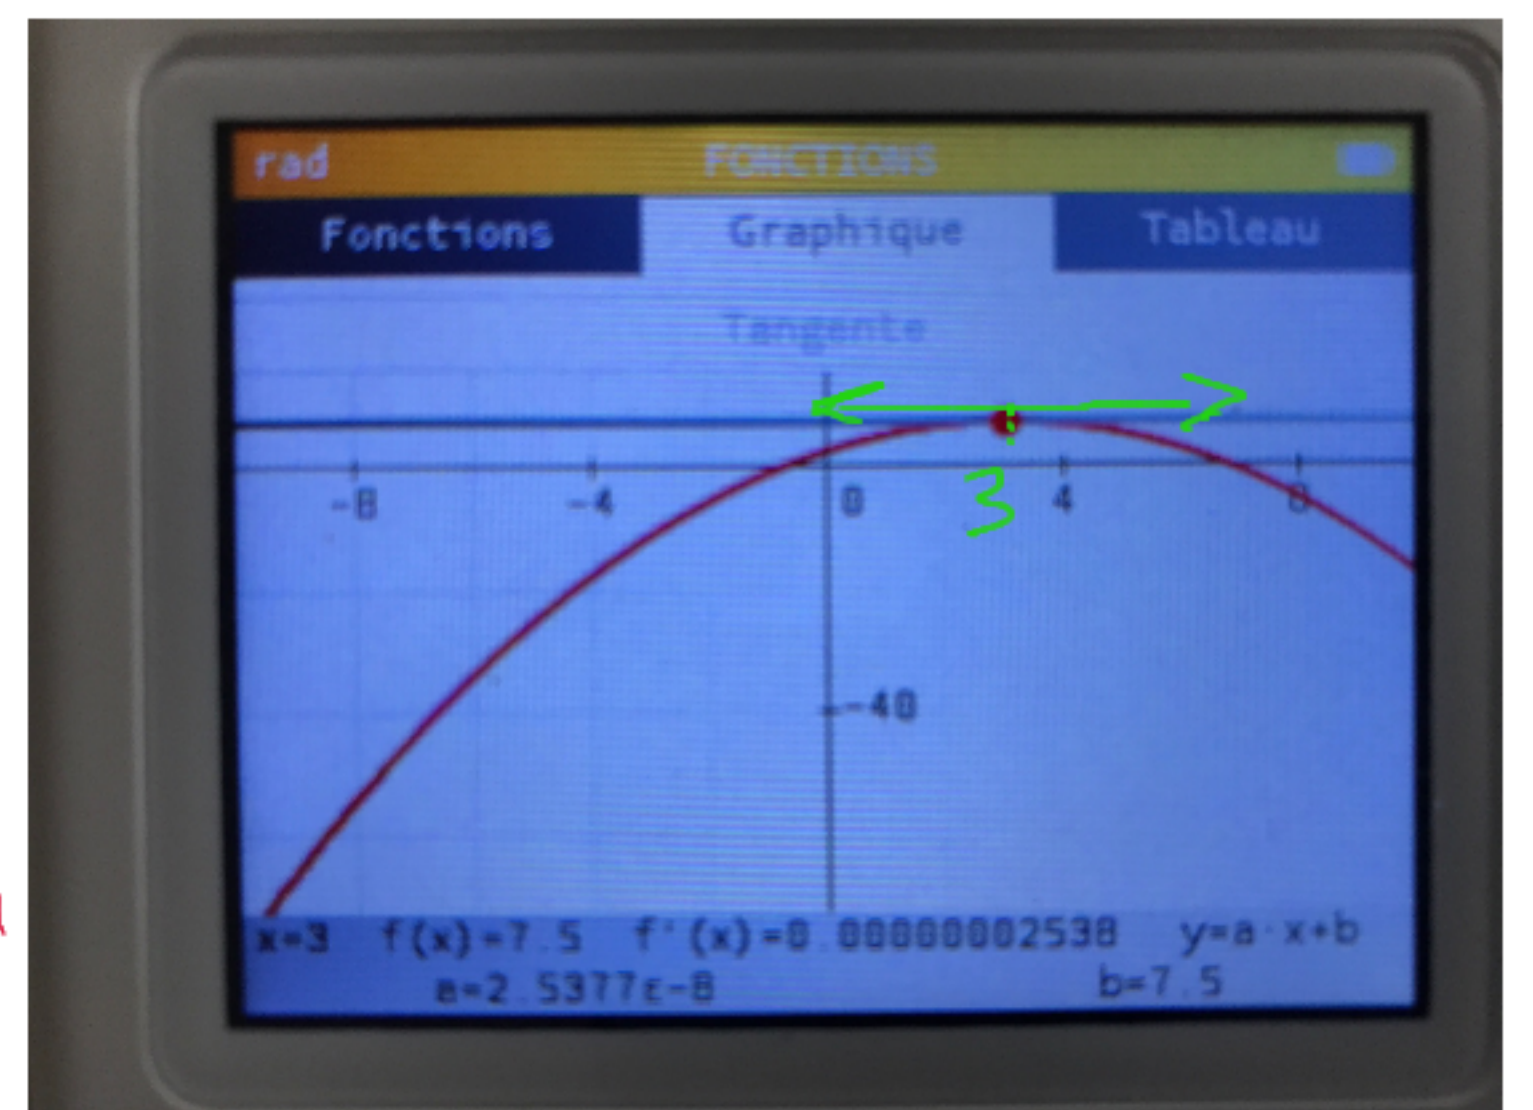 rad FONCTIONS
Fonctions Graphique Tableau
Tangente
-8 -4 0 3 4 8
-40
x=3 f(x)=7.5 f'(x)=0.00000002538 y=a·x+b
a=2.5377ᴇ-8 b=7.5